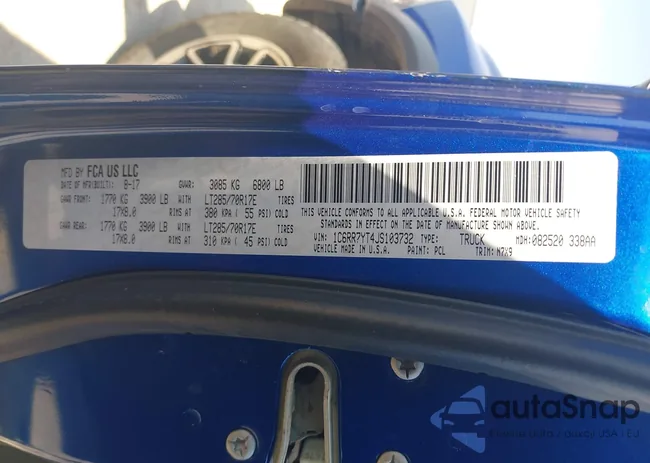 MFD BY FCA US LLC
DATE OF MFR(BUILT): 8-17 GVWR: 3085 KG 6800 LB
GAWR FRONT: 1770 KG 3900 LB LT285/70R17E TIRES
17X8.0 RIMS AT 380 KPA ( 55 PSI) COLD
GAWR REAR: 1770 KG 3900 LB LT285/70R17E TIRES
17X8.0 RIMS AT 310 KPA ( 45 PSI) COLD
THIS VEHICLE CONFORMS TO ALL APPLICABLE U.S.A. FEDERAL MOTOR VEHICLE SAFETY
STANDARDS IN EFFECT ON THE DATE OF MANUFACTURE SHOWN ABOVE.
VIN: 1C6RR7YT4JS103732 TYPE: TRUCK MDH: 082520 338AA
VEHICLE MADE IN U.S.A. PAINT: PCL TRIM: N7X9
autoSnap